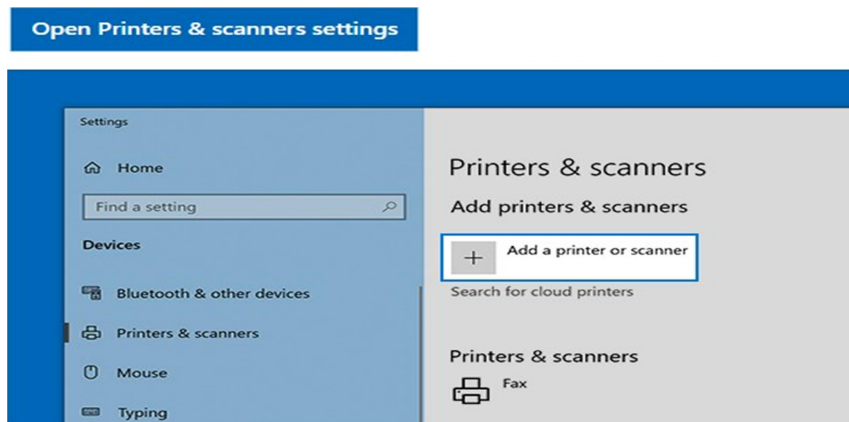 Open Printers & scanners settings
Settings
Home
Find a setting
Devices
Bluetooth & other devices
Printers & scanners
Mouse
Typing
Printers & scanners
Add printers & scanners
Add a printer or scanner
Search for cloud printers
Printers & scanners
Fax